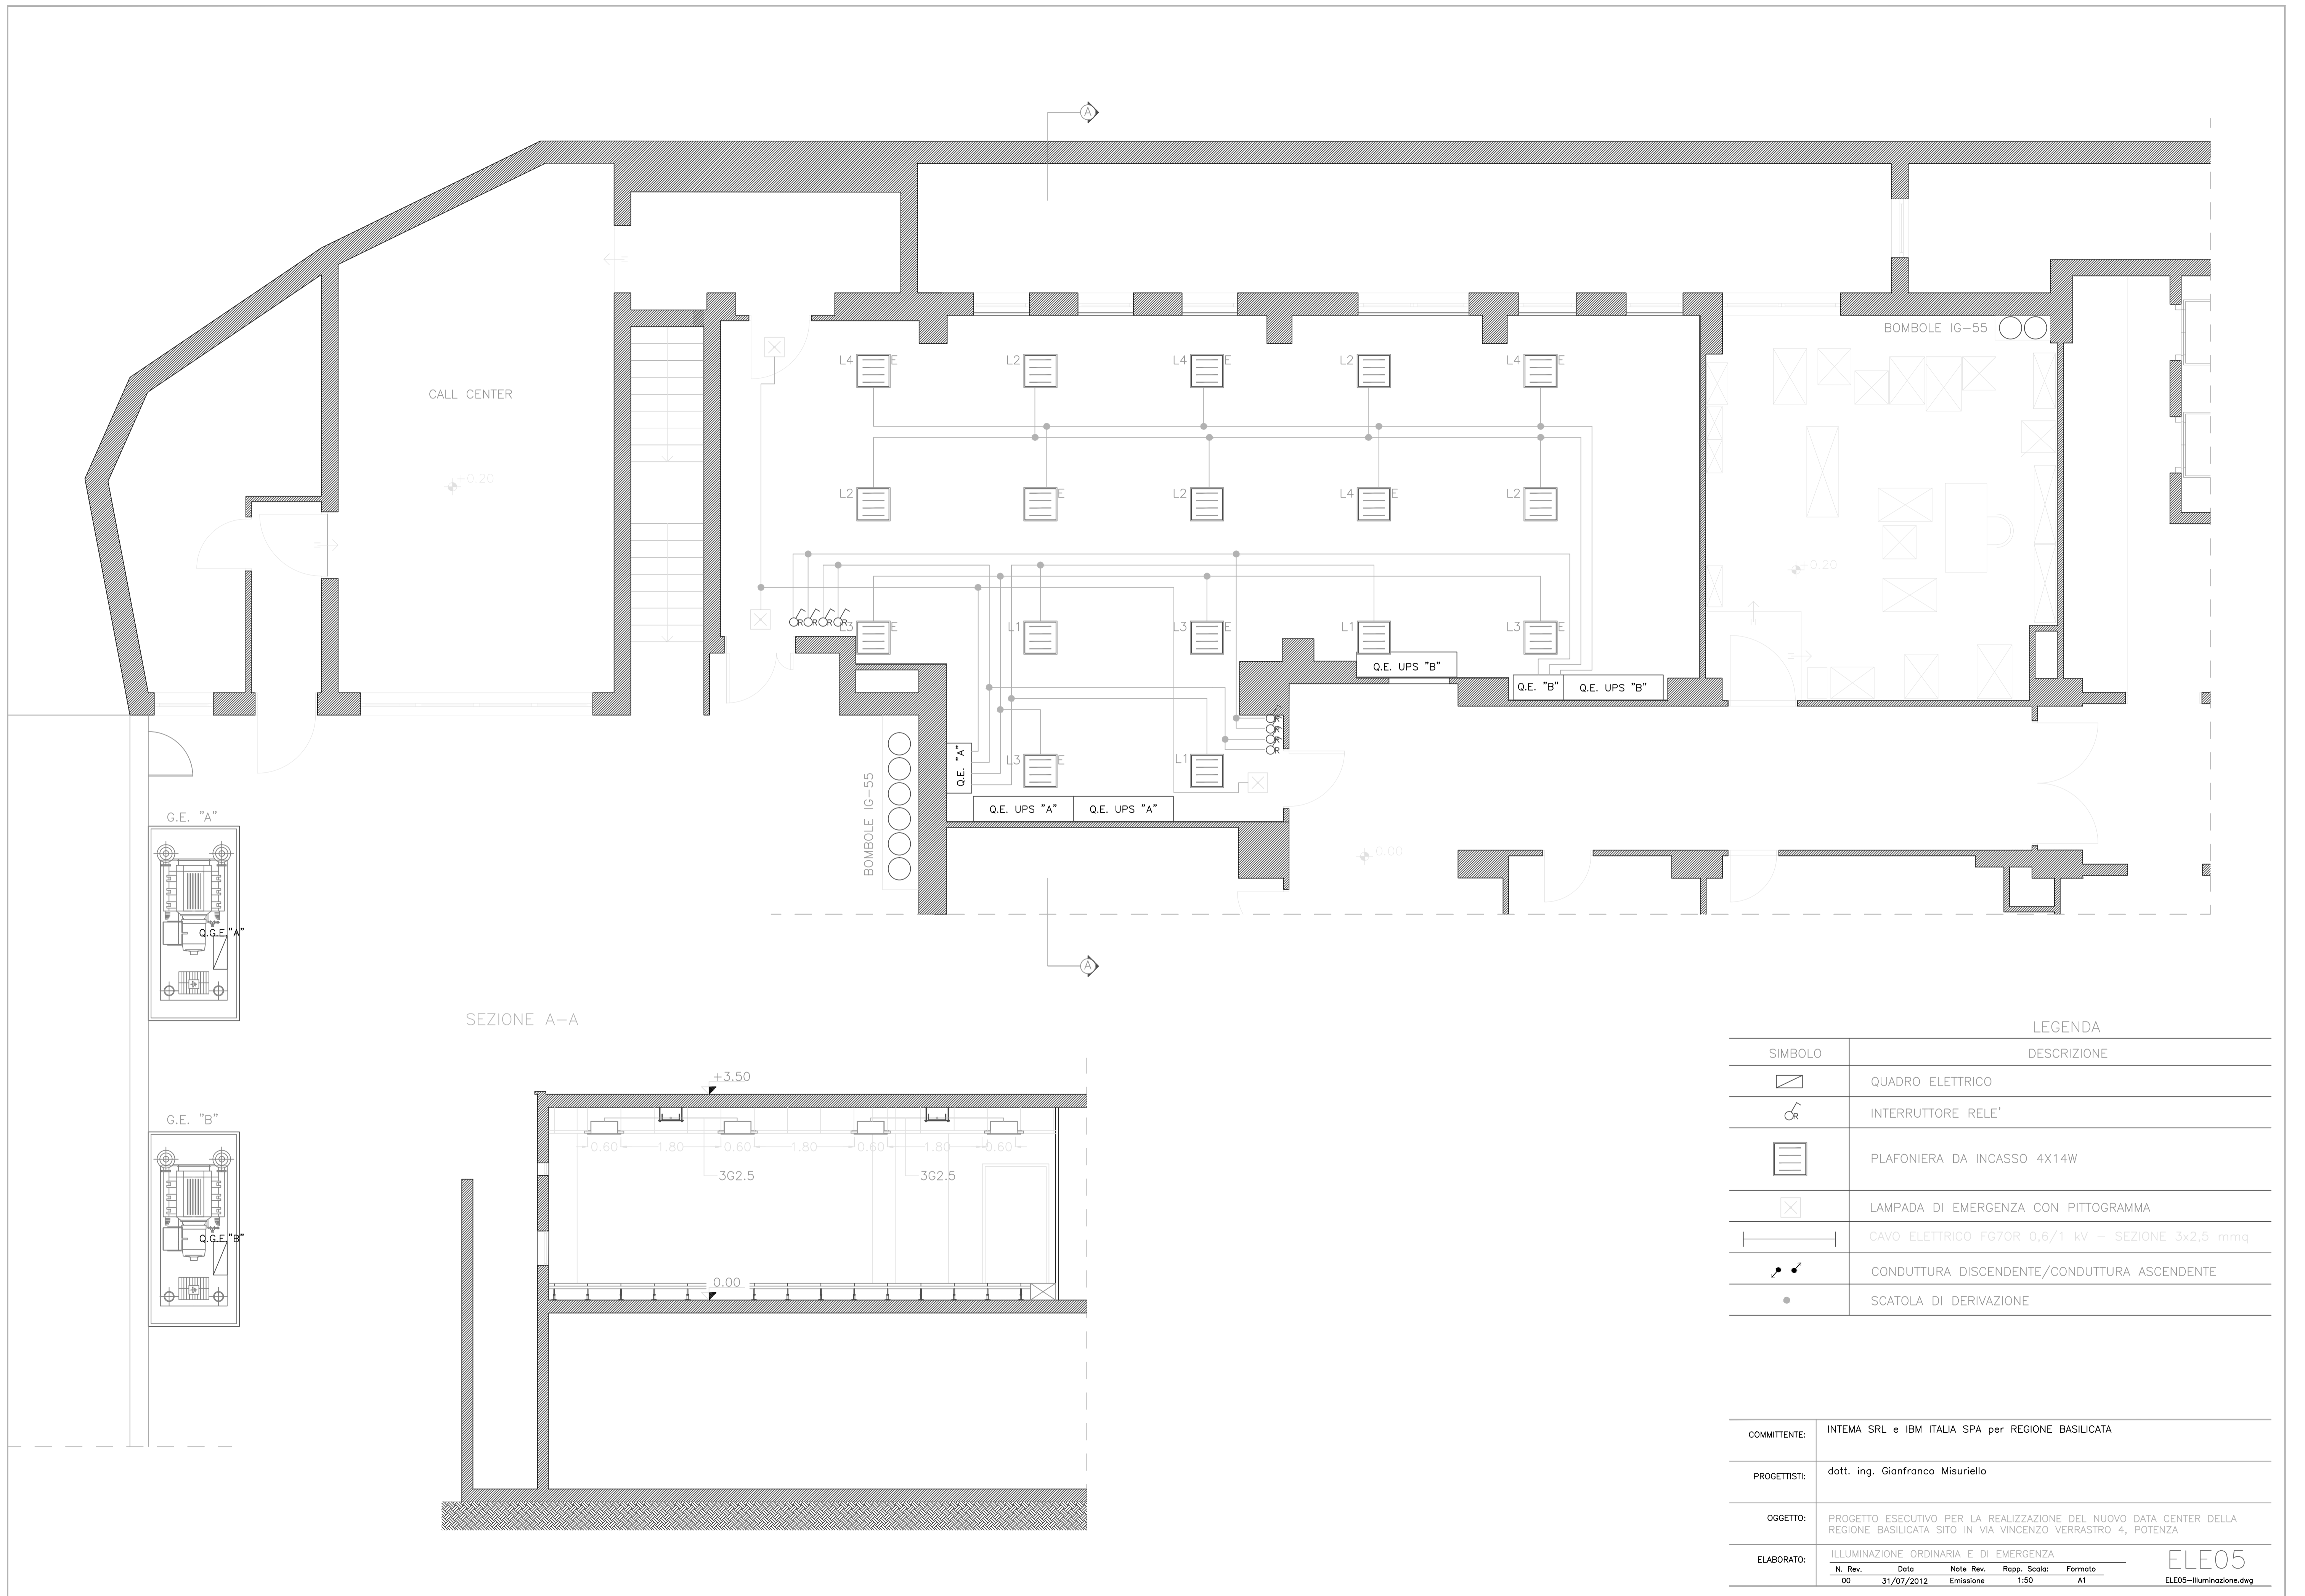 A
BOMBOLE IG-55
CALL CENTER
L4 E L2 L4 E L2 L4 E
+0.20
L2 E L2 L4 E L2
+0.20
R R R R
L3 E L1 L3 E L1 L3 E
Q.E. UPS "B"
Q.E. "B"
Q.E. UPS "B"
R
R
R
R
Q.E. "A"
L3 E L1
Q.E. UPS "A"
Q.E. UPS "A"
BOMBOLE IG-55
G.E. "A"
0.00
Q.G.E."A"
A
SEZIONE A-A
+3.50
0.60 1.80 0.60 1.80 0.60 1.80 0.60
3G2.5
3G2.5
0.00
G.E. "B"
Q.G.E."B"
LEGENDA
SIMBOLO DESCRIZIONE
QUADRO ELETTRICO
R INTERRUTTORE RELE'
PLAFONIERA DA INCASSO 4X14W
LAMPADA DI EMERGENZA CON PITTOGRAMMA
CAVO ELETTRICO FG7OR 0,6/1 kV - SEZIONE 3x2,5 mmq
CONDUTTURA DISCENDENTE/CONDUTTURA ASCENDENTE
SCATOLA DI DERIVAZIONE
COMMITTENTE: INTEMA SRL e IBM ITALIA SPA per REGIONE BASILICATA
PROGETTISTI: dott. ing. Gianfranco Misuriello
OGGETTO: PROGETTO ESECUTIVO PER LA REALIZZAZIONE DEL NUOVO DATA CENTER DELLA
REGIONE BASILICATA SITO IN VIA VINCENZO VERRASTRO 4, POTENZA
ELABORATO: ILLUMINAZIONE ORDINARIA E DI EMERGENZA
N. Rev. Data Note Rev. Rapp. Scala: Formato
00 31/07/2012 Emissione 1:50 A1
ELE05
ELE05-Illuminazione.dwg